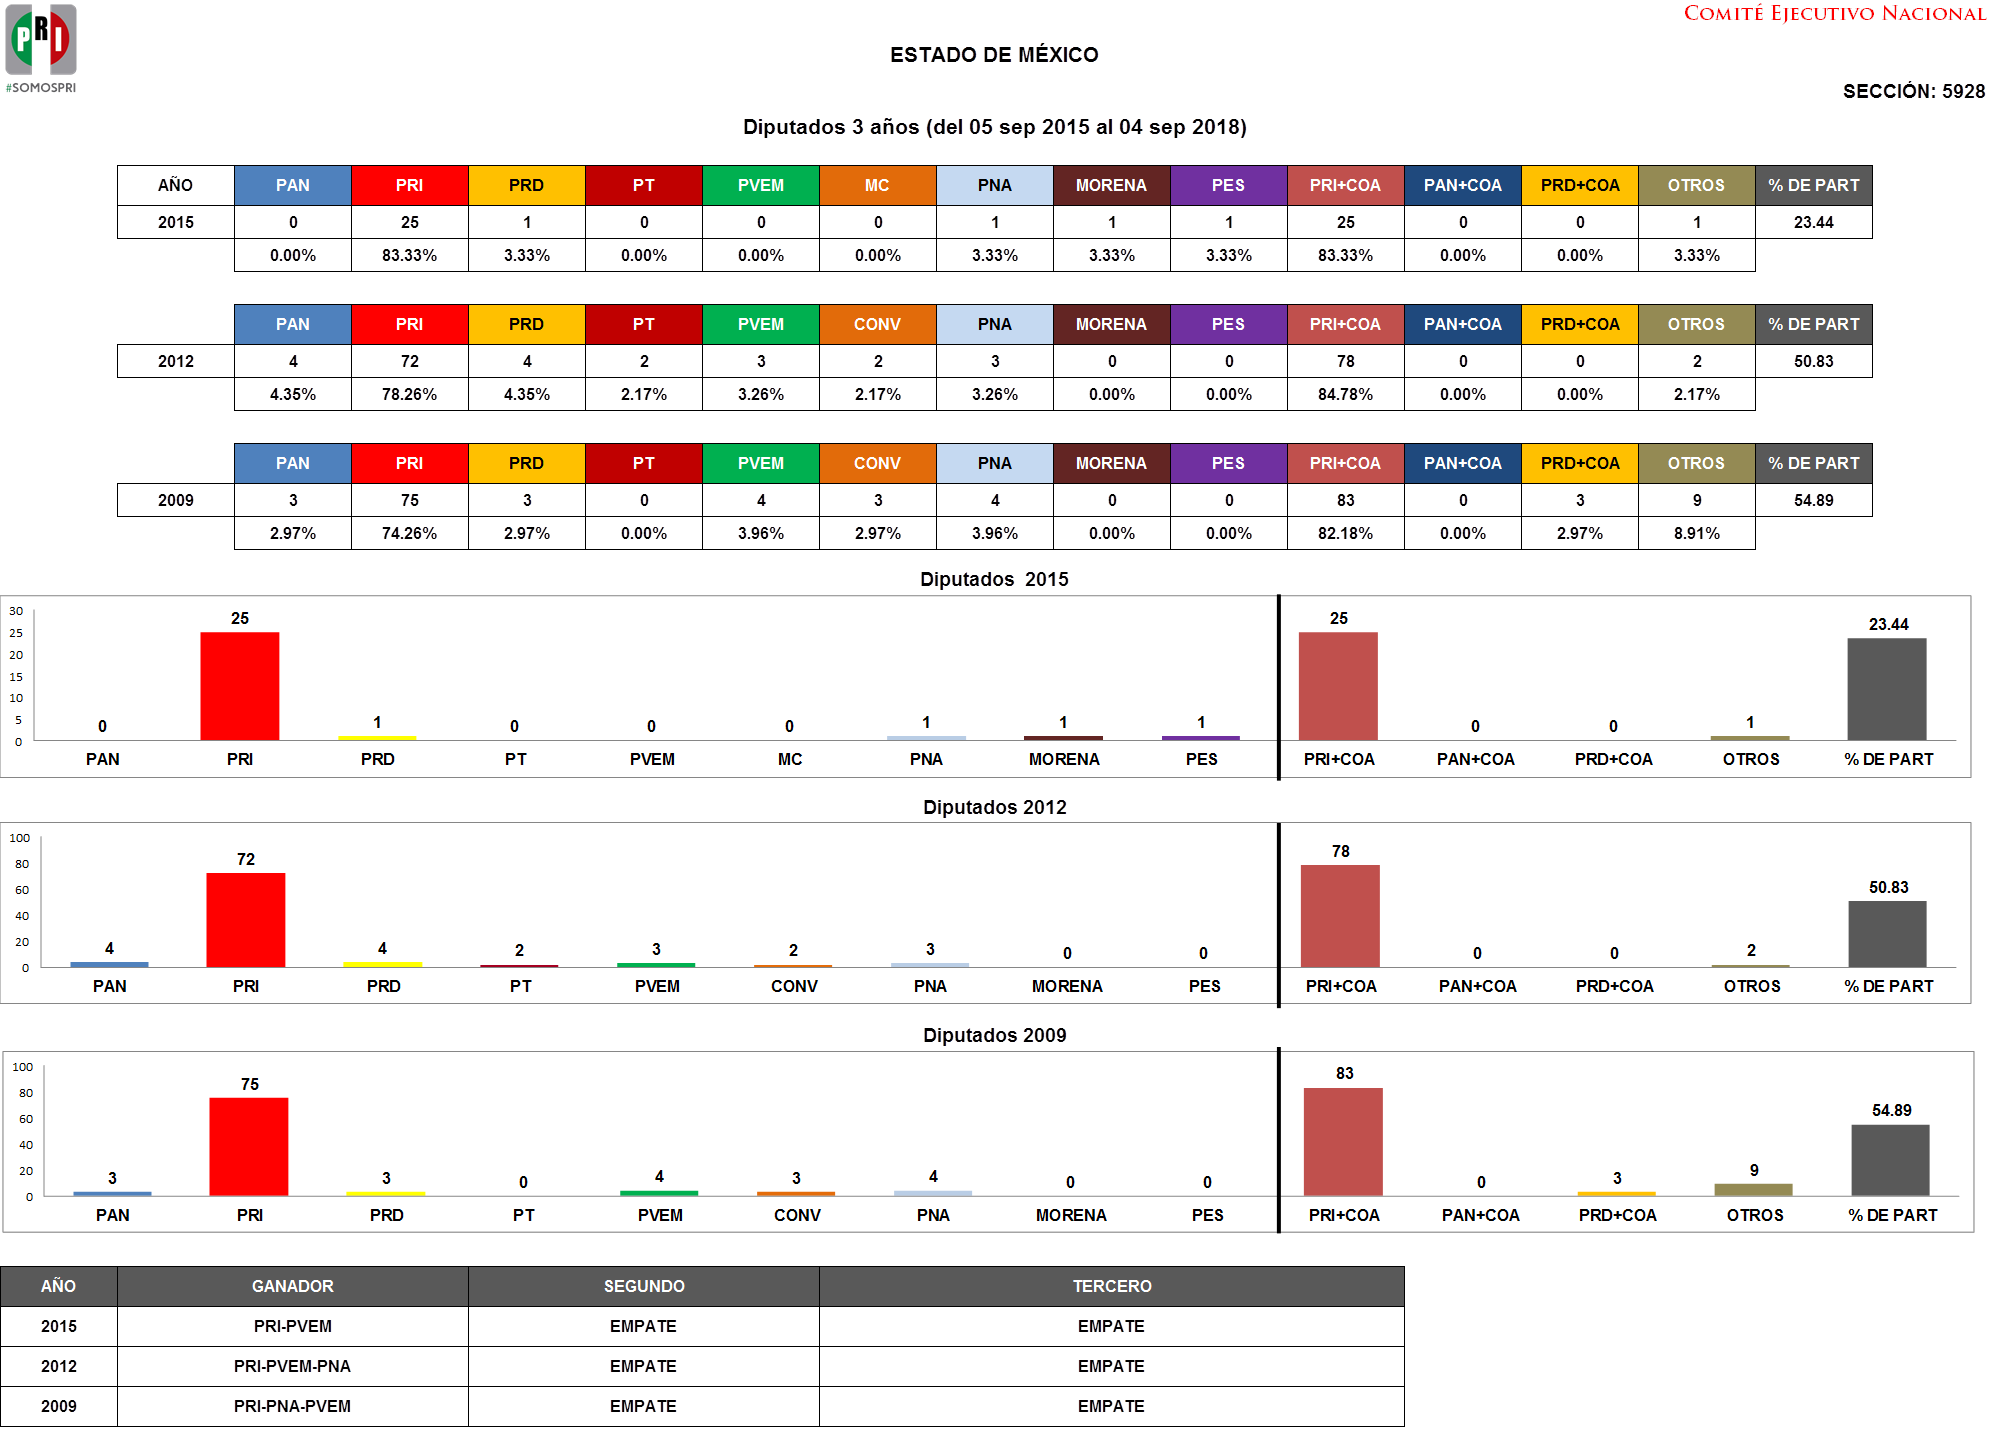 PRI
#SOMOSPRI
COMITÉ EJECUTIVO NACIONAL
ESTADO DE MÉXICO
SECCIÓN: 5928
Diputados 3 años (del 05 sep 2015 al 04 sep 2018)
AÑO PAN PRI PRD PT PVEM MC PNA MORENA PES PRI+COA PAN+COA PRD+COA OTROS % DE PART
2015 0 25 1 0 0 0 1 1 1 25 0 0 1 23.44
0.00% 83.33% 3.33% 0.00% 0.00% 0.00% 3.33% 3.33% 3.33% 83.33% 0.00% 0.00% 3.33%
PAN PRI PRD PT PVEM CONV PNA MORENA PES PRI+COA PAN+COA PRD+COA OTROS % DE PART
2012 4 72 4 2 3 2 3 0 0 78 0 0 2 50.83
4.35% 78.26% 4.35% 2.17% 3.26% 2.17% 3.26% 0.00% 0.00% 84.78% 0.00% 0.00% 2.17%
PAN PRI PRD PT PVEM CONV PNA MORENA PES PRI+COA PAN+COA PRD+COA OTROS % DE PART
2009 3 75 3 0 4 3 4 0 0 83 0 3 9 54.89
2.97% 74.26% 2.97% 0.00% 3.96% 2.97% 3.96% 0.00% 0.00% 82.18% 0.00% 2.97% 8.91%
Diputados 2015
30
25
20
15
10
5
0
0 25 1 0 0 0 1 1 1 25 0 0 1 23.44
PAN PRI PRD PT PVEM MC PNA MORENA PES PRI+COA PAN+COA PRD+COA OTROS % DE PART
Diputados 2012
100
80
60
40
20
0
4 72 4 2 3 2 3 0 0 78 0 0 2 50.83
PAN PRI PRD PT PVEM CONV PNA MORENA PES PRI+COA PAN+COA PRD+COA OTROS % DE PART
Diputados 2009
100
80
60
40
20
0
3 75 3 0 4 3 4 0 0 83 0 3 9 54.89
PAN PRI PRD PT PVEM CONV PNA MORENA PES PRI+COA PAN+COA PRD+COA OTROS % DE PART
AÑO GANADOR SEGUNDO TERCERO
2015 PRI-PVEM EMPATE EMPATE
2012 PRI-PVEM-PNA EMPATE EMPATE
2009 PRI-PNA-PVEM EMPATE EMPATE